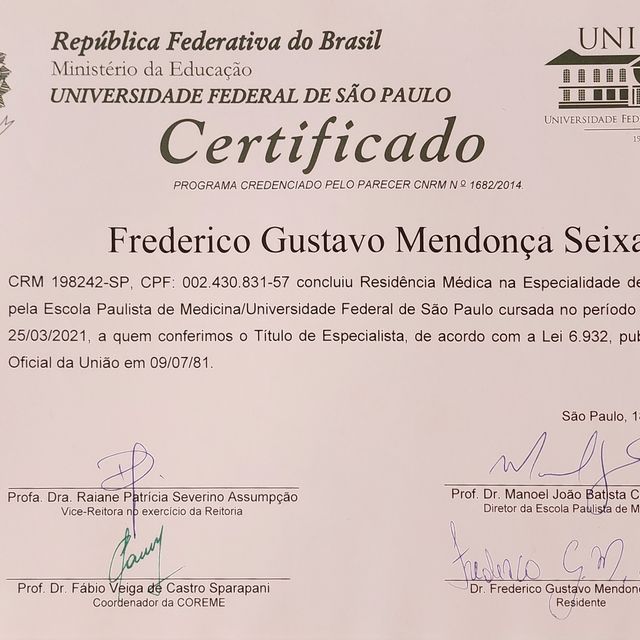 República Federativa do Brasil
Ministério da Educação
UNIVERSIDADE FEDERAL DE SÃO PAULO
UNI
UNIVERSIDADE FED
Certificado
PROGRAMA CREDENCIADO PELO PARECER CNRM N º 1682/2014.
Frederico Gustavo Mendonça Seixa
CRM 198242-SP, CPF: 002.430.831-57 concluiu Residência Médica na Especialidade de
pela Escola Paulista de Medicina/Universidade Federal de São Paulo cursada no período
25/03/2021, a quem conferimos o Título de Especialista, de acordo com a Lei 6.932, pub
Oficial da União em 09/07/81.
São Paulo, 1
Profa. Dra. Raiane Patrícia Severino Assumpção
Vice-Reitora no exercício da Reitoria
Prof. Dr. Manoel João Batista C
Diretor da Escola Paulista de M
Frederico G. M.
Prof. Dr. Fábio Veiga de Castro Sparapani
Coordenador da COREME
Dr. Frederico Gustavo Mendon
Residente